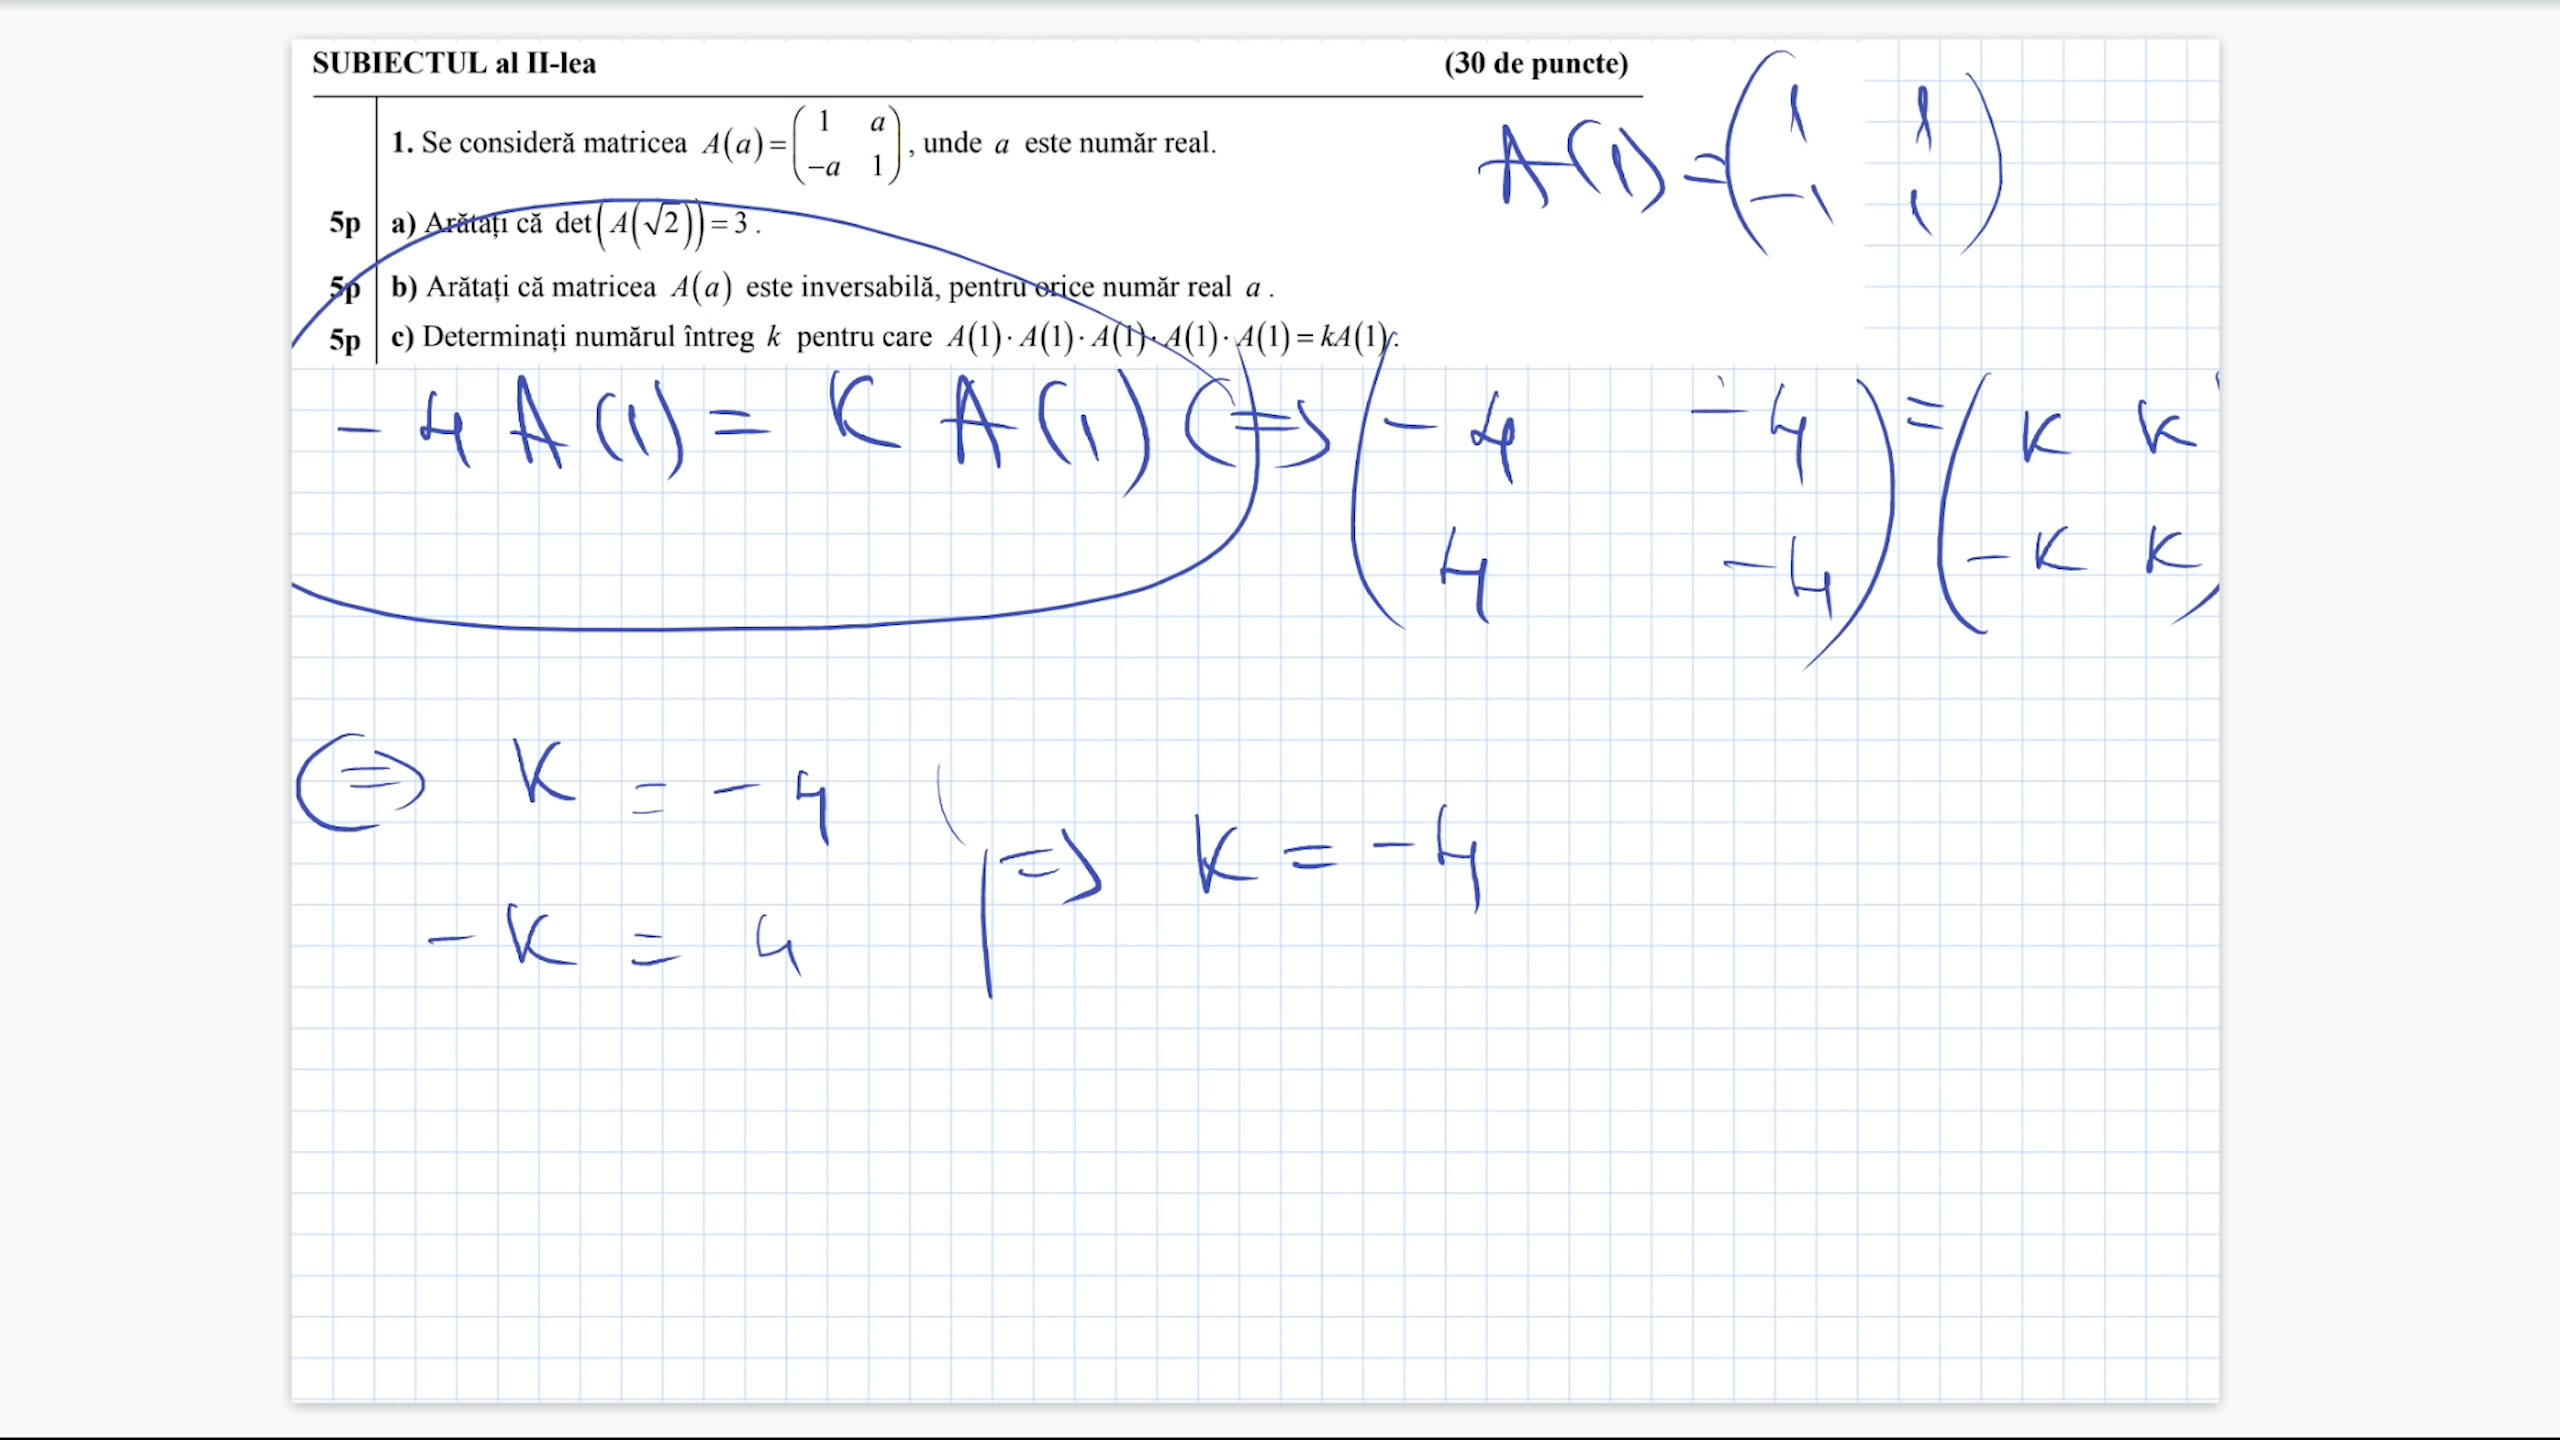 SUBIECTUL al II-lea (30 de puncte)
1. Se consideră matricea A(a) = ( 1 a
-a 1 ) , unde a este număr real.
A(1) = ( 1 1
-1 1 )
5p a) Arătați că det(A(√2)) = 3 .
5p b) Arătați că matricea A(a) este inversabilă, pentru orice număr real a .
5p c) Determinați numărul întreg k pentru care A(1)·A(1)·A(1)·A(1)·A(1) = kA(1).
-4 A(1) = K A(1) (=) ( -4 -4 ) = ( K K
4 -4 -K K )
(=) K = -4
=> K = -4
-K = 4